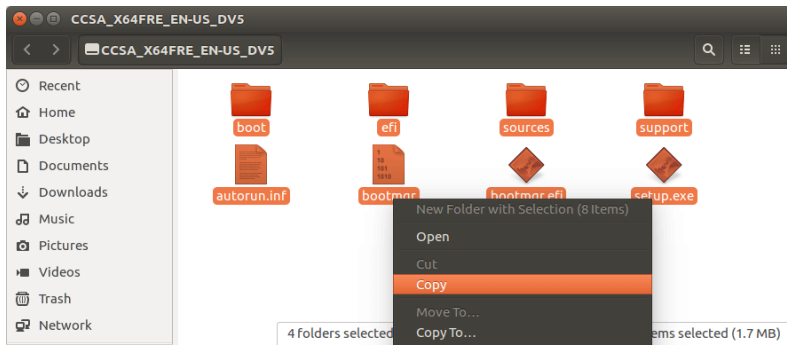 CCSA_X64FRE_EN-US_DV5
CCSA_X64FRE_EN-US_DV5
Recent
Home
Desktop
Documents
Downloads
Music
Pictures
Videos
Trash
Network
boot efi sources support
1
10
101
1010
autorun.inf bootmgr bootmgr.efi setup.exe
New Folder with Selection (8 Items)
Open
Cut
Copy
Move To…
Copy To…
4 folders selected
ems selected (1.7 MB)